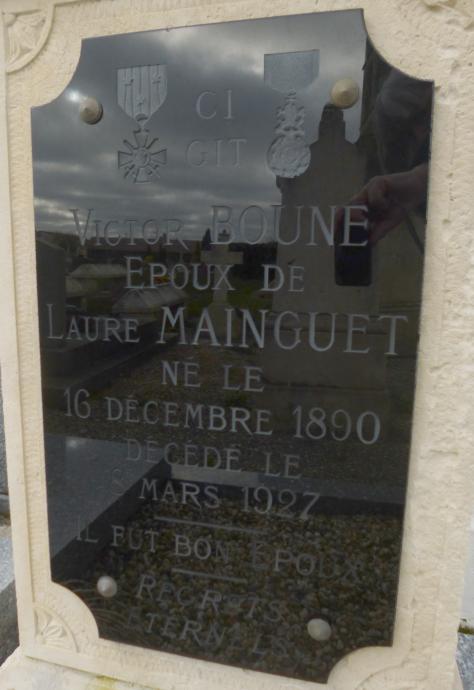 CI
GIT
VICTOR BOUNE
EPOUX DE
LAURE MAINGUET
NÉ LE
16 DÉCEMBRE 1890
DÉCÉDÉ LE
MARS 1927
IL FUT BON ÉPOUX
REGRETS
ÉTERNELS